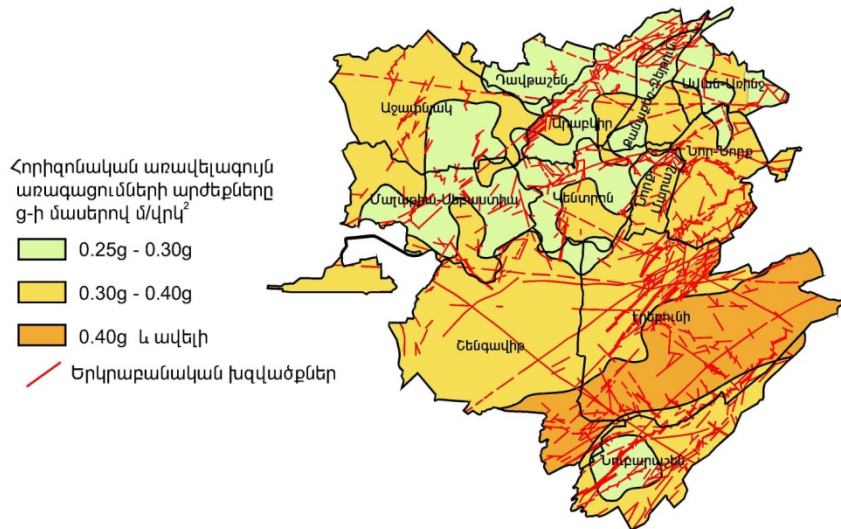 Հորիզոնական առավելագույն
առագացումների արժեքները
ց-ի մասերով մ/վրկ²
0.25g - 0.30g
0.30g - 0.40g
0.40g և ավելի
Երկրաբանական խզվածքներ
Դավթաշեն
Աջափնյակ
Արաբկիր
Քանաքեռ-Զեյթուն
Ավան-Առինջ
Նոր-Նորք
Մալաթիա-Սեբաստիա
Կենտրոն
Էրեբունի
Շենգավիթ
Նուբարաշեն